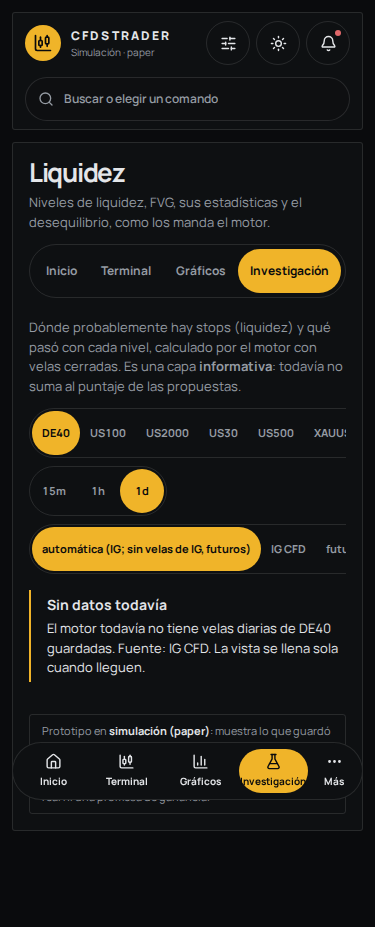 CFDSTRADER
Simulación · paper
Buscar o elegir un comando
Liquidez
Niveles de liquidez, FVG, sus estadísticas y el
desequilibrio, como los manda el motor.
Inicio Terminal Gráficos Investigación
Dónde probablemente hay stops (liquidez) y qué
pasó con cada nivel, calculado por el motor con
velas cerradas. Es una capa informativa: todavía no
suma al puntaje de las propuestas.
DE40 US100 US2000 US30 US500
15m 1h 1d
automática (IG; sin velas de IG, futuros) IG CFD
Sin datos todavía
El motor todavía no tiene velas diarias de DE40
guardadas. Fuente: IG CFD. La vista se llena sola
cuando lleguen.
Prototipo en simulación (paper): muestra lo que guardó
Inicio Terminal Gráficos Investigación Más